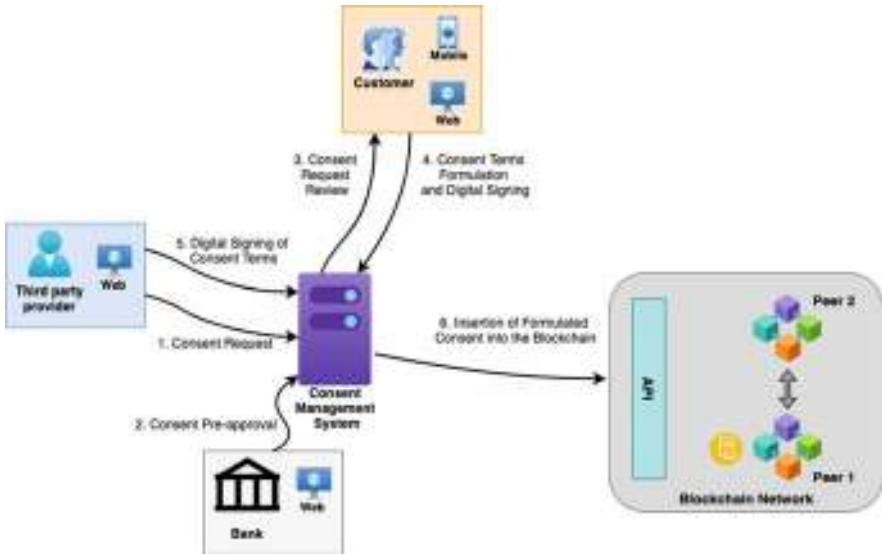 Mobile
Customer
Web
3. Consent
Request
Review
4. Consent Terms
Formulation
and Digital Signing
5. Digital Signing of
Consent Terms
Web
Third party
provider
1. Consent Request
6. Insertion of Formulated
Consent into the Blockchain
Peer 2
API
Consent
Management
System
2. Consent Pre-approval
Peer 1
Blockchain Network
Web
Bank